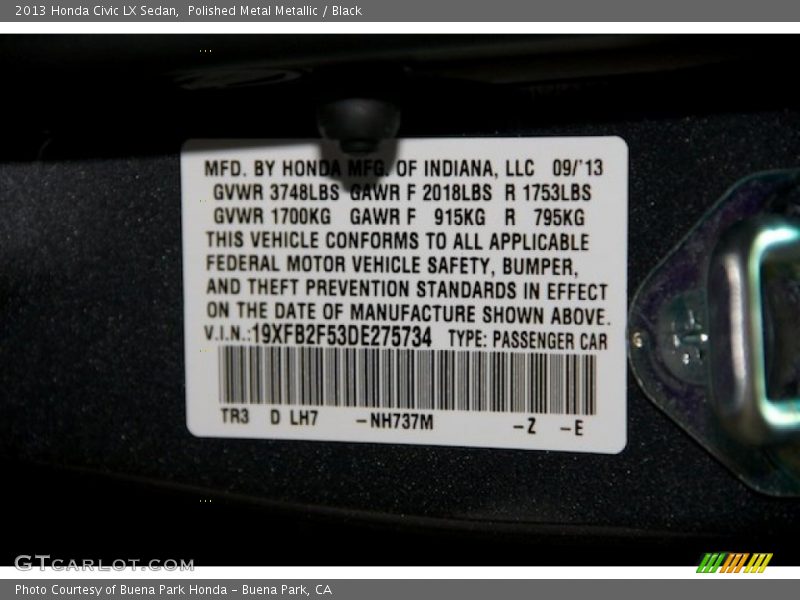 2013 Honda Civic LX Sedan, Polished Metal Metallic / Black
MFD. BY HONDA MFG. OF INDIANA, LLC 09/'13
GVWR 3748LBS GAWR F 2018LBS R 1753LBS
GVWR 1700KG GAWR F 915KG R 795KG
THIS VEHICLE CONFORMS TO ALL APPLICABLE
FEDERAL MOTOR VEHICLE SAFETY, BUMPER,
AND THEFT PREVENTION STANDARDS IN EFFECT
ON THE DATE OF MANUFACTURE SHOWN ABOVE.
V.I.N.:19XFB2F53DE275734 TYPE: PASSENGER CAR
TR3 D LH7 -NH737M -Z -E
GTCARLOT.COM
Photo Courtesy of Buena Park Honda - Buena Park, CA